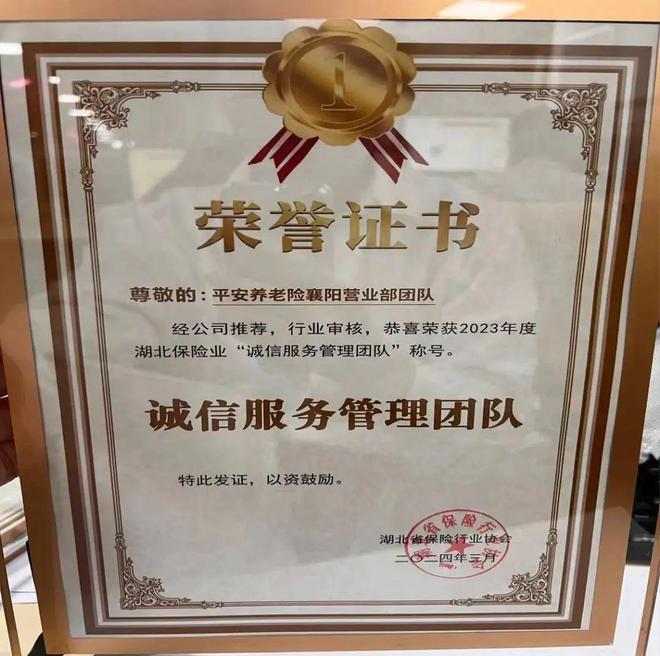 1
荣誉证书
尊敬的：平安养老险襄阳营业部团队
经公司推荐，行业审核，恭喜荣获2023年度
湖北保险业“诚信服务管理团队”称号。
诚信服务管理团队
特此发证，以资鼓励。
湖北省保险行业协会
二〇二四年三月